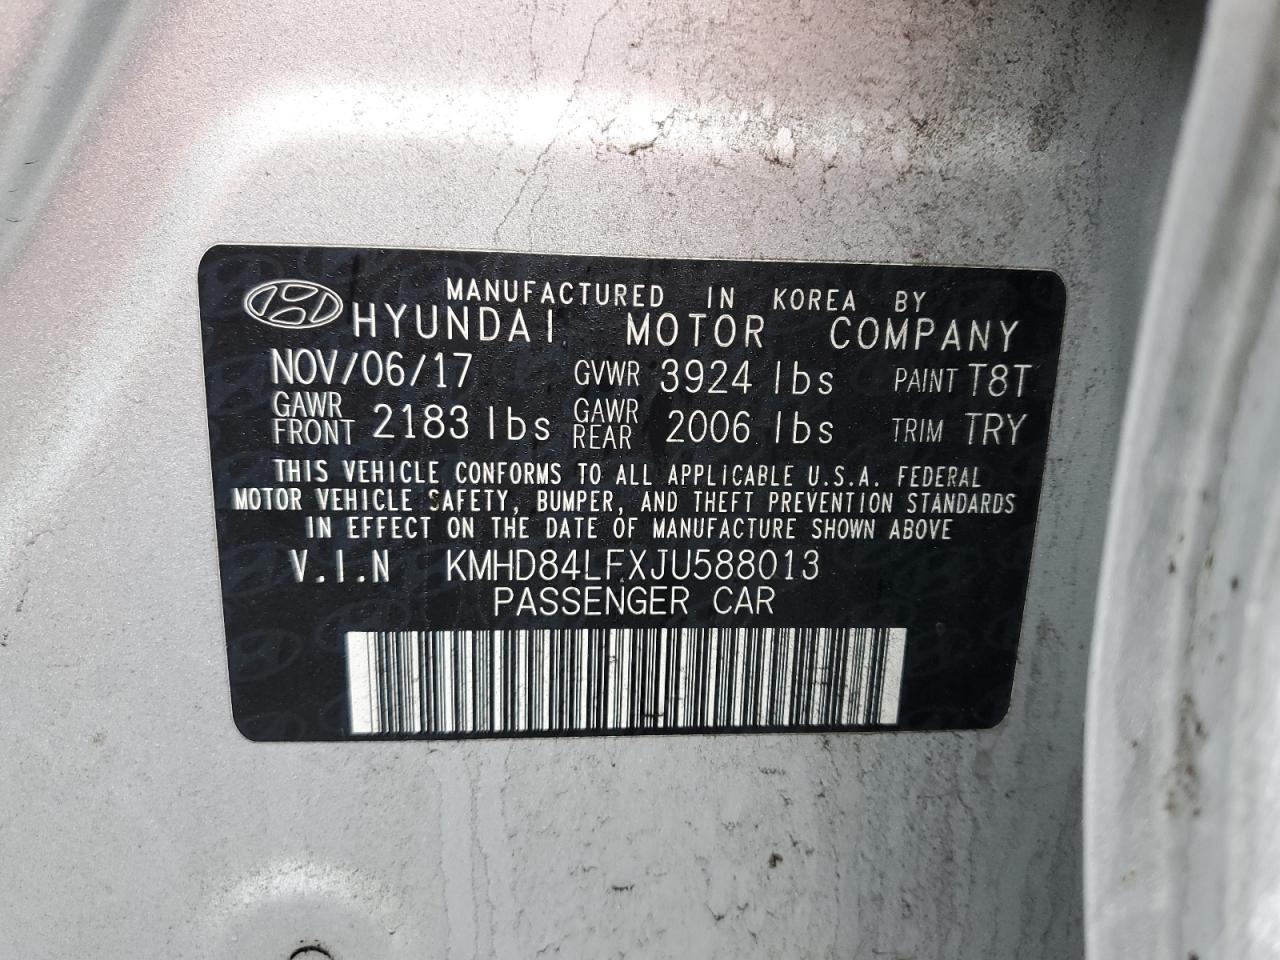 MANUFACTURED IN KOREA BY
HYUNDAI MOTOR COMPANY
NOV/06/17 GVWR 3924 lbs PAINT T8T
GAWR FRONT 2183 lbs GAWR REAR 2006 lbs TRIM TRY
THIS VEHICLE CONFORMS TO ALL APPLICABLE U.S.A. FEDERAL
MOTOR VEHICLE SAFETY, BUMPER, AND THEFT PREVENTION STANDARDS
IN EFFECT ON THE DATE OF MANUFACTURE SHOWN ABOVE
V.I.N KMHD84LFXJU588013
PASSENGER CAR